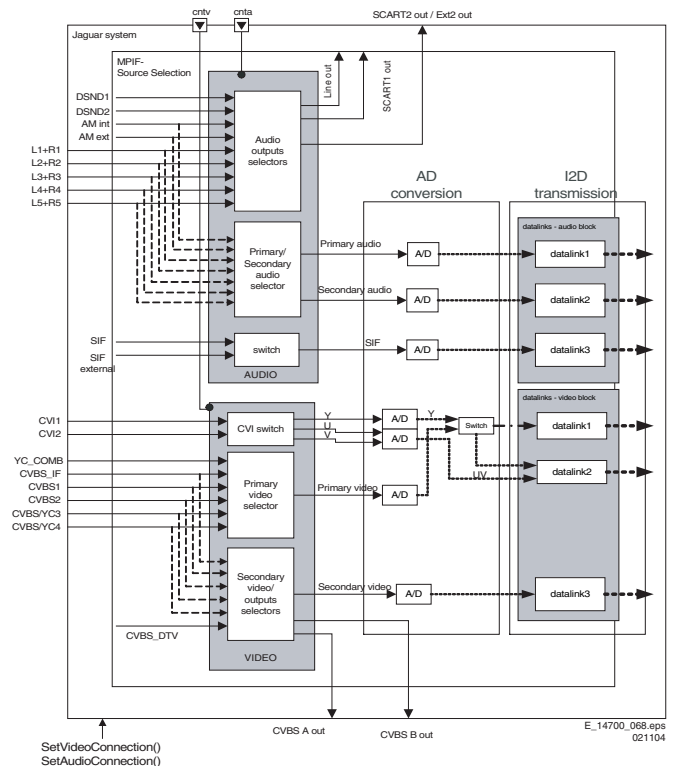 cntv
cnta
SCART2 out / Ext2 out
Jaguar system
MPIF-
Source Selection
Line out
SCART1 out
DSND1
DSND2
AM int
AM ext
L1+R1
L2+R2
L3+R3
L4+R4
L5+R5
Audio
outputs
selectors
AD
conversion
I2D
transmission
datalinks - audio block
Primary/
Secondary
audio
selector
Primary audio
A/D
datalink1
Secondary audio
A/D
datalink2
SIF
SIF
external
switch
SIF
A/D
datalink3
AUDIO
datalinks - video block
CVI1
CVI2
CVI switch
Y
U
V
A/D
A/D
Y
Switch
datalink1
UV
datalink2
YC_COMB
CVBS_IF
CVBS1
CVBS2
CVBS/YC3
CVBS/YC4
Primary
video
selector
Primary video
A/D
Secondary
video/
outputs
selectors
Secondary video
A/D
datalink3
CVBS_DTV
VIDEO
CVBS A out
CVBS B out
E_14700_068.eps
021104
SetVideoConnection()
SetAudioConnection()